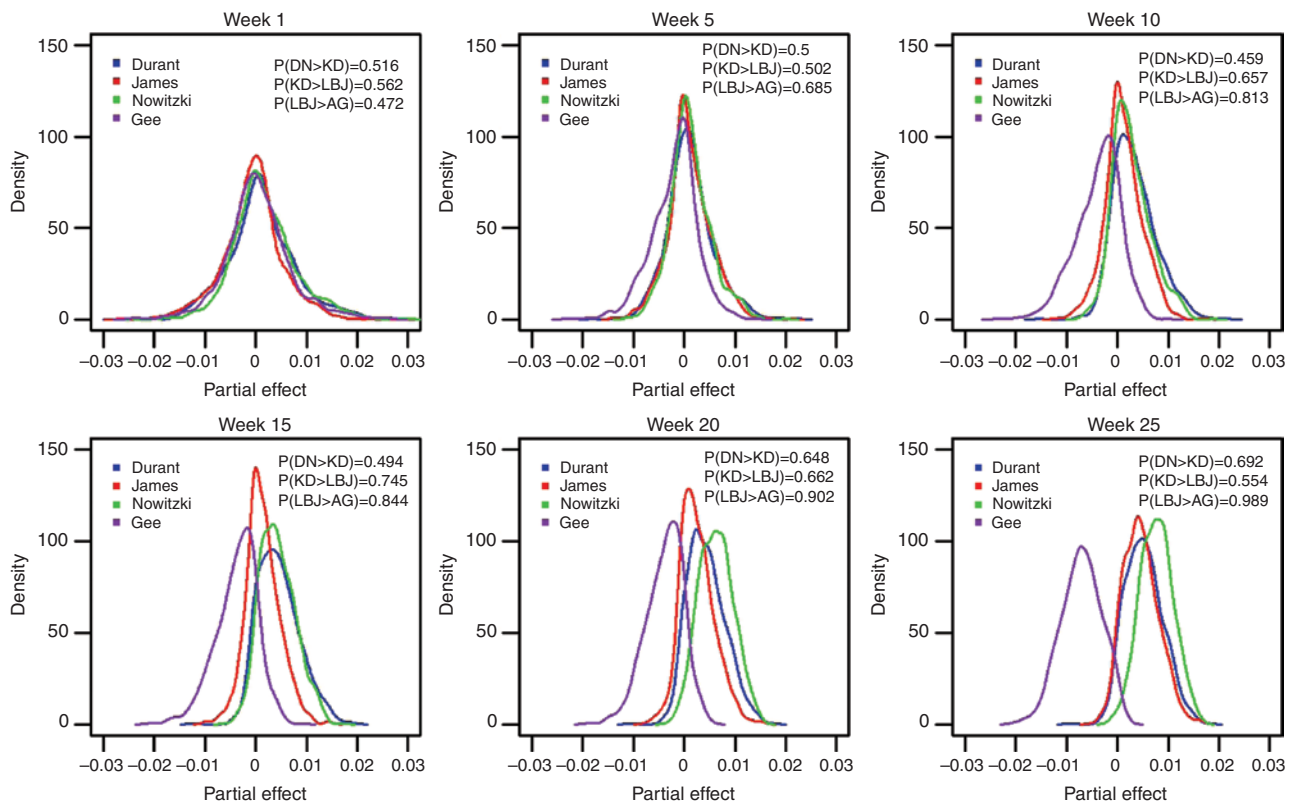 Week 1
150
100
50
0
Density
Durant
James
Nowitzki
Gee
P(DN>KD)=0.516
P(KD>LBJ)=0.562
P(LBJ>AG)=0.472
−0.03 −0.02 −0.01 0 0.01 0.02 0.03
Partial effect
Week 5
150
100
50
0
Density
Durant
James
Nowitzki
Gee
P(DN>KD)=0.5
P(KD>LBJ)=0.502
P(LBJ>AG)=0.685
−0.03 −0.02 −0.01 0 0.01 0.02 0.03
Partial effect
Week 10
150
100
50
0
Density
Durant
James
Nowitzki
Gee
P(DN>KD)=0.459
P(KD>LBJ)=0.657
P(LBJ>AG)=0.813
−0.03 −0.02 −0.01 0 0.01 0.02 0.03
Partial effect
Week 15
150
100
50
0
Density
Durant
James
Nowitzki
Gee
P(DN>KD)=0.494
P(KD>LBJ)=0.745
P(LBJ>AG)=0.844
−0.03 −0.02 −0.01 0 0.01 0.02 0.03
Partial effect
Week 20
150
100
50
0
Density
Durant
James
Nowitzki
Gee
P(DN>KD)=0.648
P(KD>LBJ)=0.662
P(LBJ>AG)=0.902
−0.03 −0.02 −0.01 0 0.01 0.02 0.03
Partial effect
Week 25
150
100
50
0
Density
Durant
James
Nowitzki
Gee
P(DN>KD)=0.692
P(KD>LBJ)=0.554
P(LBJ>AG)=0.989
−0.03 −0.02 −0.01 0 0.01 0.02 0.03
Partial effect